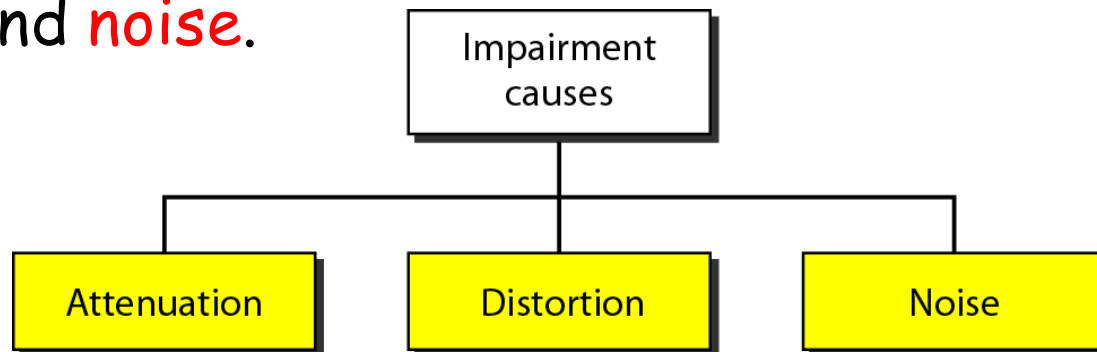 nd noise.
Impairment
causes
Attenuation
Distortion
Noise